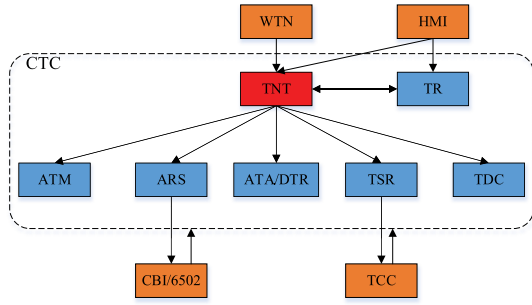 WTN
HMI
CTC
TNT
TR
ATM
ARS
ATA/DTR
TSR
TDC
CBI/6502
TCC